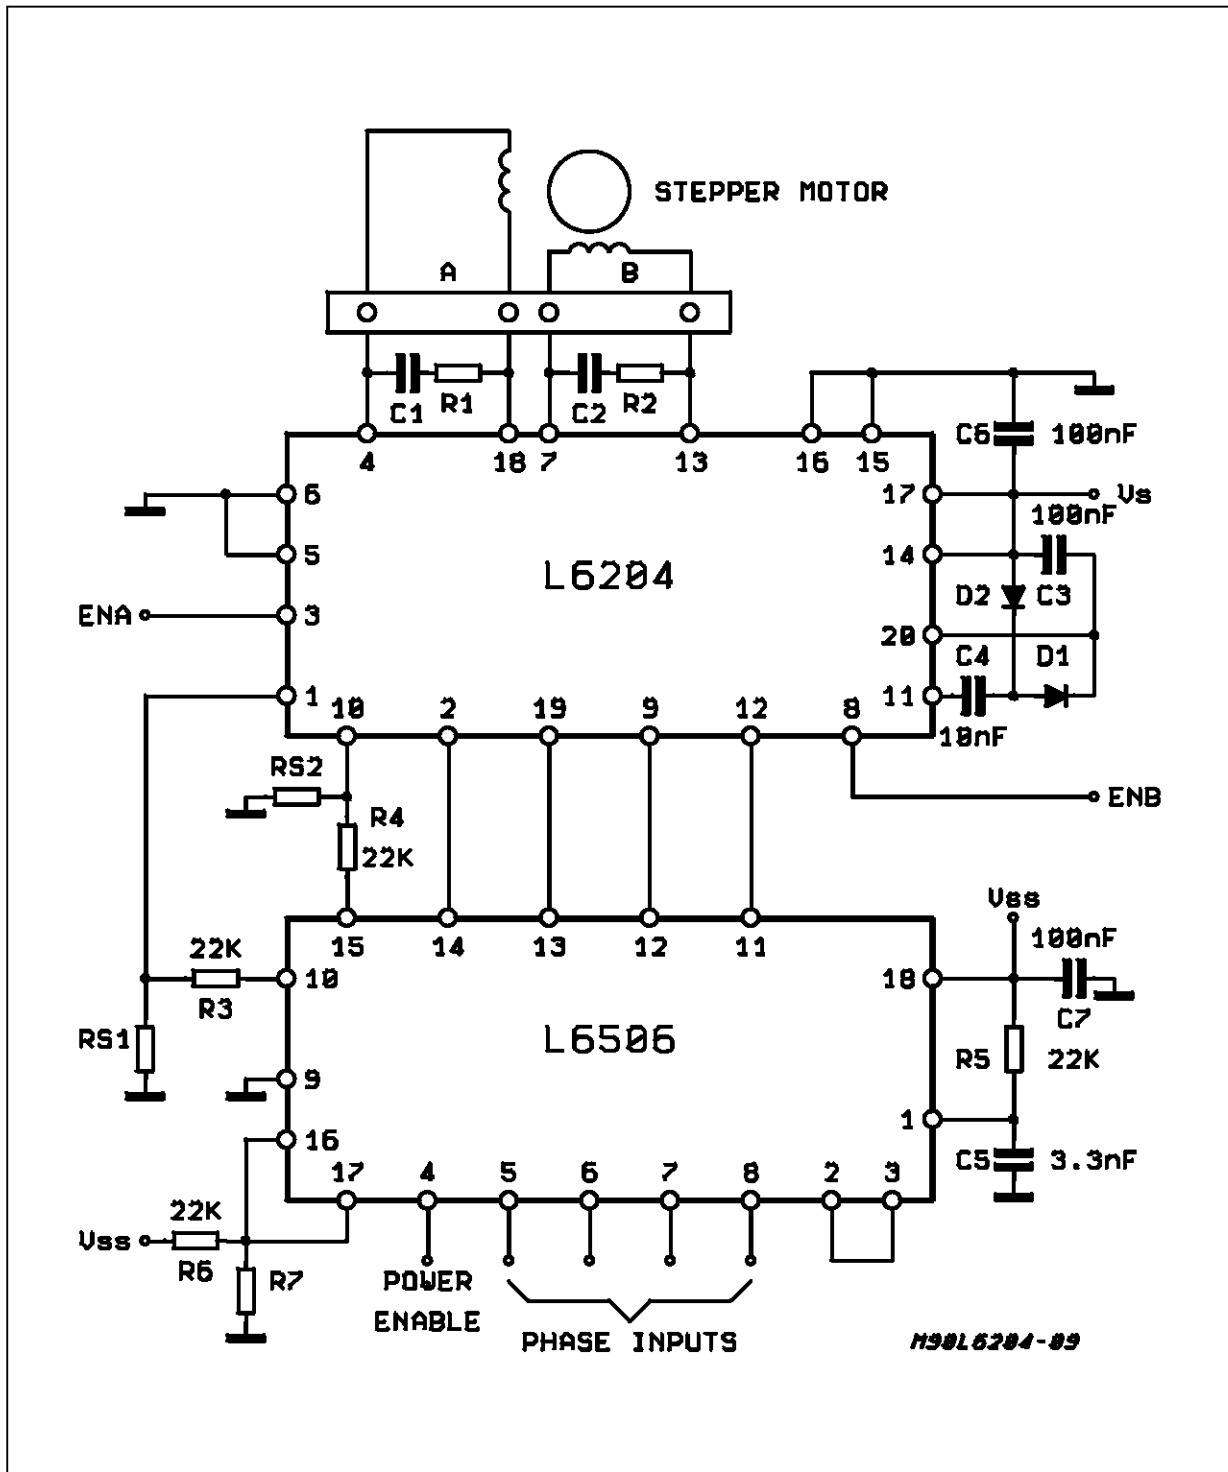 STEPPER MOTOR
A
B
C1
R1
C2
R2
C6
100nF
4
18
7
13
16
15
6
17
Vs
100nF
5
L6204
14
D2
C3
ENA
3
20
C4
D1
1
10
2
19
9
12
8
11
10nF
RS2
ENB
R4
22K
Vss
15
14
13
12
11
100nF
22K
10
18
R3
C7
RS1
L6506
R5
22K
9
1
16
C5
3.3nF
17
4
5
6
7
8
2
3
22K
Vss
R6
R7
POWER
ENABLE
PHASE INPUTS
M90L6204-09